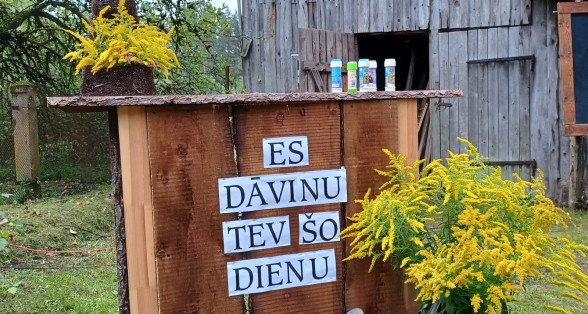 ES
DĀVINU
TEV ŠO
DIENU